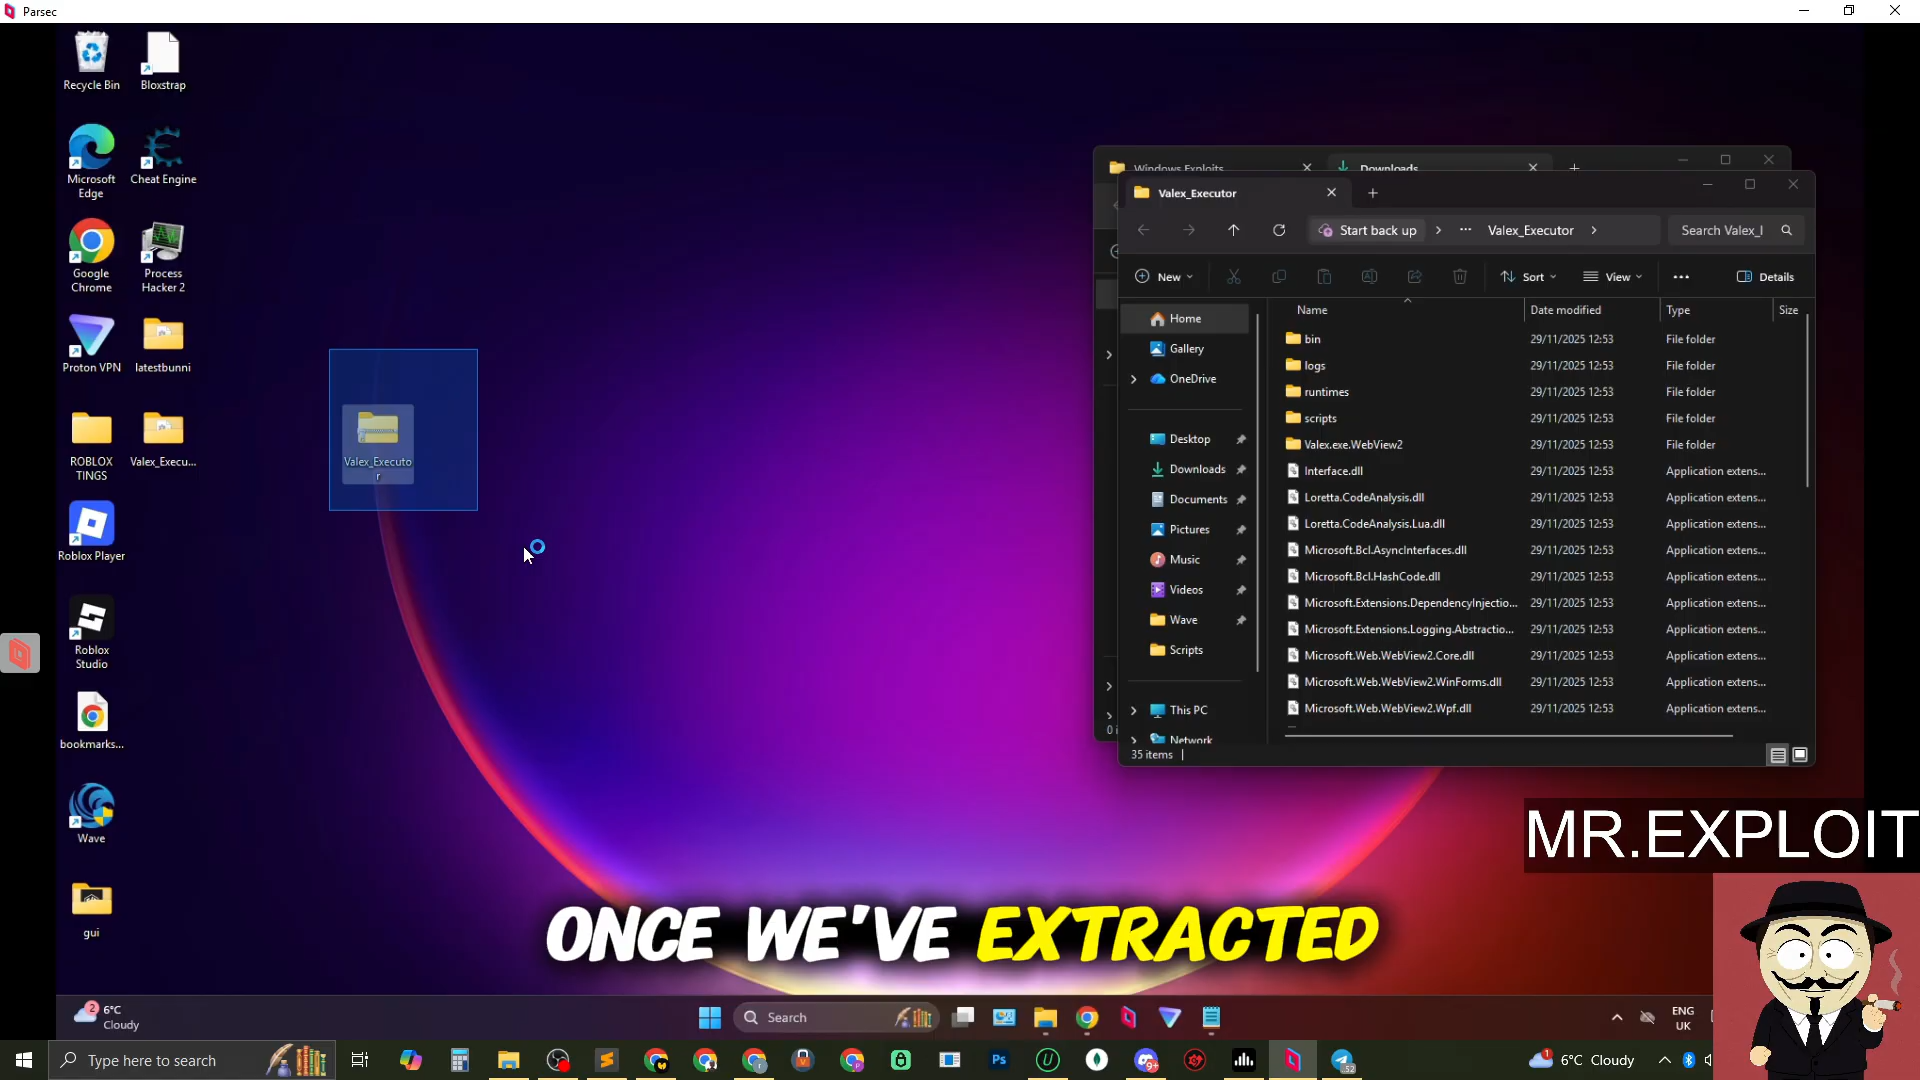 Parsec
Recycle Bin
Bloxstrap
Microsoft
Edge
Cheat Engine
Google
Chrome
Process
Hacker 2
Proton VPN
latestbunni
ROBLOX
TINGS
Valex_Execu...
Roblox Player
Roblox
Studio
bookmarks...
Wave
gui
Valex_Executo
r
Windows Exploits
Downloads
Valex_Executor
Start back up
Valex_Executor
Search Valex_I
New
Sort
View
Details
Name
Date modified
Type
Size
Home
Gallery
OneDrive
Desktop
Downloads
Documents
Pictures
Music
Videos
Wave
Scripts
This PC
Network
bin 29/11/2025 12:53 File folder
logs 29/11/2025 12:53 File folder
runtimes 29/11/2025 12:53 File folder
scripts 29/11/2025 12:53 File folder
Valex.exe.WebView2 29/11/2025 12:53 File folder
Interface.dll 29/11/2025 12:53 Application extens...
Loretta.CodeAnalysis.dll 29/11/2025 12:53 Application extens...
Loretta.CodeAnalysis.Lua.dll 29/11/2025 12:53 Application extens...
Microsoft.Bcl.AsyncInterfaces.dll 29/11/2025 12:53 Application extens...
Microsoft.Bcl.HashCode.dll 29/11/2025 12:53 Application extens...
Microsoft.Extensions.DependencyInjectio... 29/11/2025 12:53 Application extens...
Microsoft.Extensions.Logging.Abstractio... 29/11/2025 12:53 Application extens...
Microsoft.Web.WebView2.Core.dll 29/11/2025 12:53 Application extens...
Microsoft.Web.WebView2.WinForms.dll 29/11/2025 12:53 Application extens...
Microsoft.Web.WebView2.Wpf.dll 29/11/2025 12:53 Application extens...
35 items
MR.EXPLOIT
ONCE WE'VE EXTRACTED
2
6°C
Cloudy
Search
ENG
UK
Type here to search
Ps
9+
52
1
6°C Cloudy